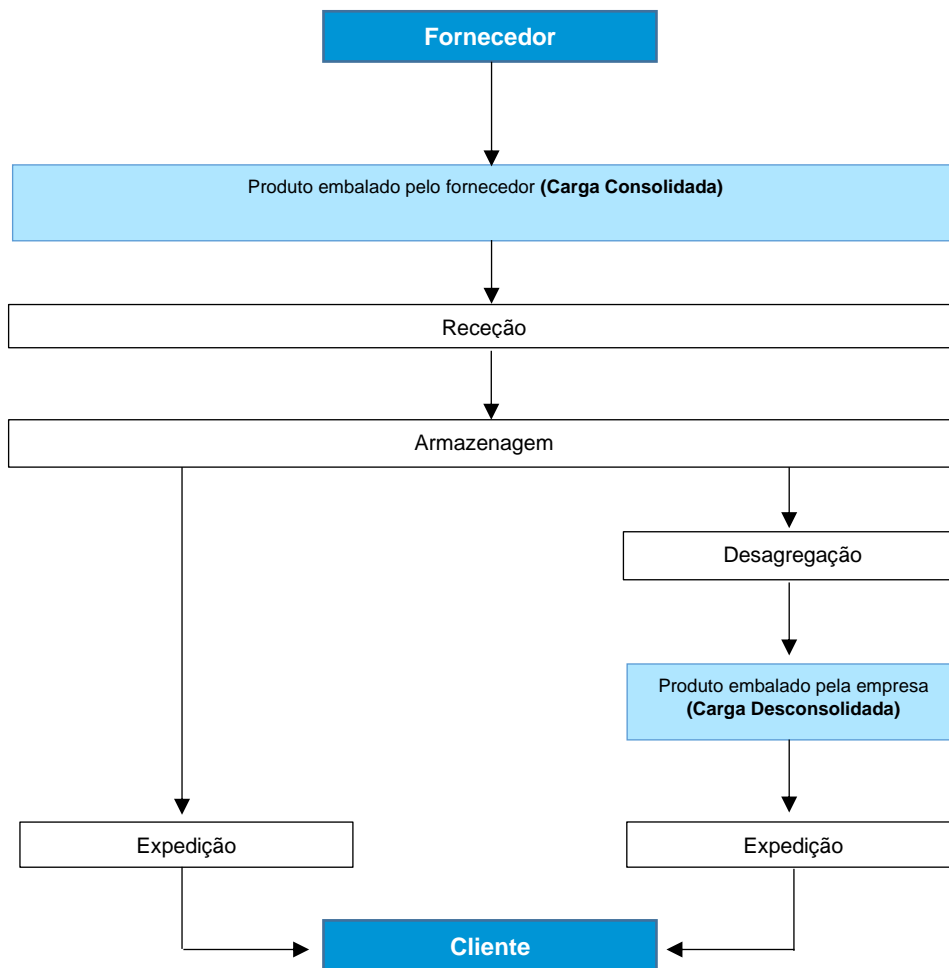 Fornecedor
Produto embalado pelo fornecedor (Carga Consolidada)
Receção
Armazenagem
Desagregação
Produto embalado pela empresa
(Carga Desconsolidada)
Expedição
Expedição
Cliente